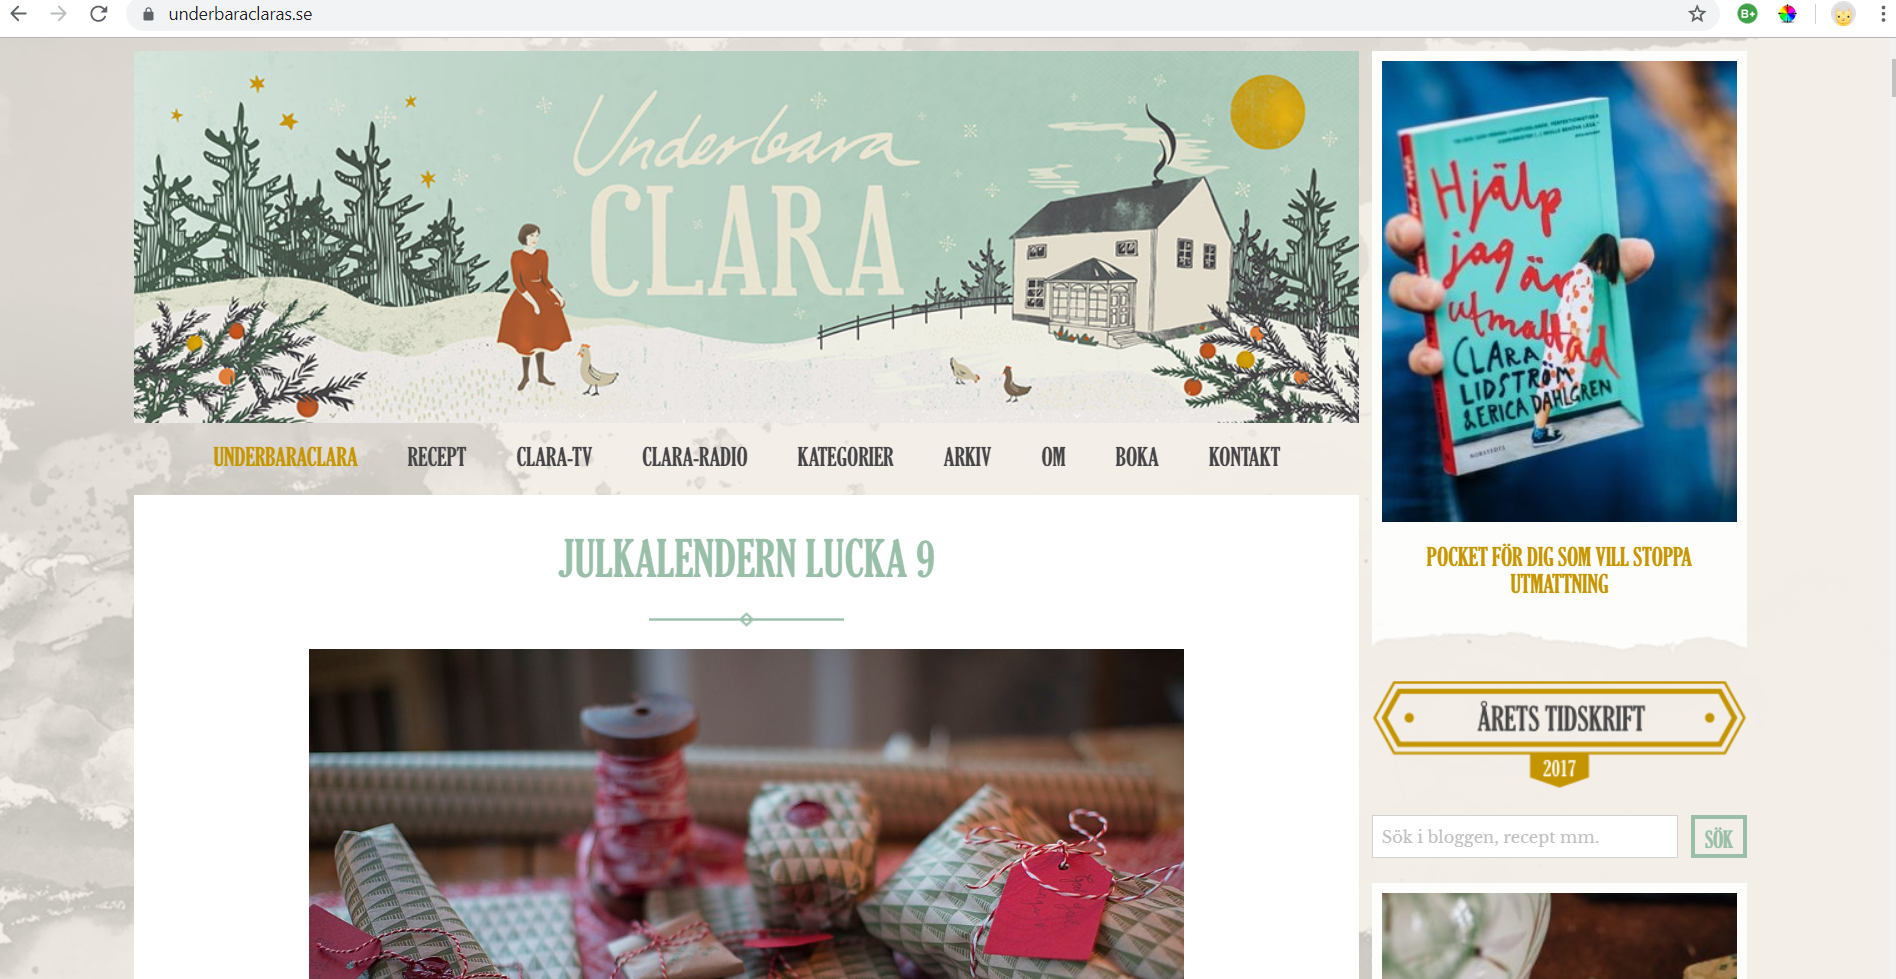 underbaraclaras.se
Underbara
CLARA
UNDERBARACLARA RECEPT CLARA-TV CLARA-RADIO KATEGORIER ARKIV OM BOKA KONTAKT
JULKALENDERN LUCKA 9
Hjälp
jag är
utmattad
CLARA
LIDSTRÖM
& ERICA DAHLGREN
NORSTEDTS
POCKET FÖR DIG SOM VILL STOPPA
UTMATTNING
ÅRETS TIDSKRIFT
2017
Sök i bloggen, recept mm.
SÖK
B+